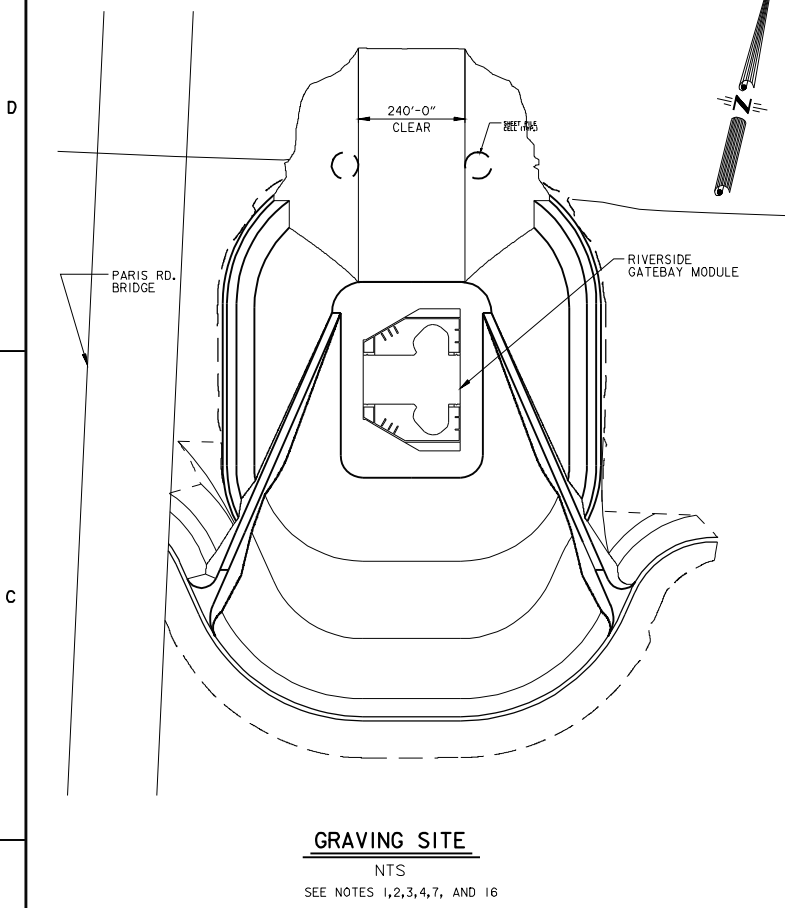 D
240'-0"
CLEAR
SHEET PILE
CELL (TYP.)
N
PARIS RD.
BRIDGE
RIVERSIDE
GATEBAY MODULE
C
GRAVING SITE
NTS
SEE NOTES 1,2,3,4,7, AND 16